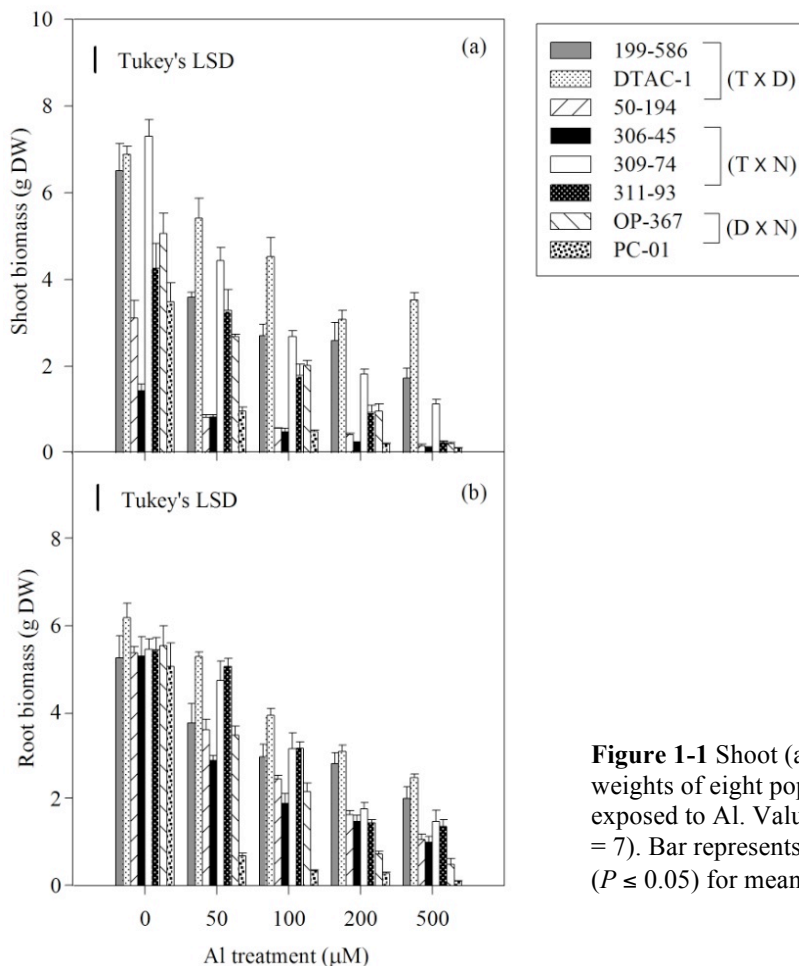 10
8
6
4
2
0
Shoot biomass (g DW)
Tukey's LSD
(a)
8
6
4
2
0
Root biomass (g DW)
Tukey's LSD
(b)
0 50 100 200 500
Al treatment (μM)
199-586
DTAC-1
50-194
(T X D)
306-45
309-74
311-93
(T X N)
OP-367
PC-01
(D X N)
Figure 1-1 Shoot (a
weights of eight pop
exposed to Al. Valu
= 7). Bar represents
(P ≤ 0.05) for mean